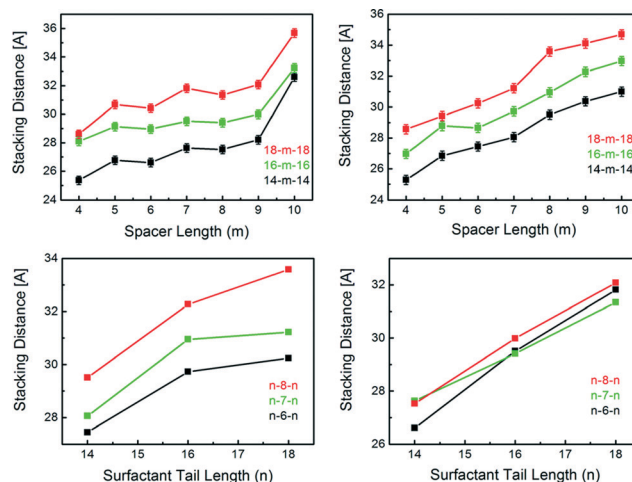 Stacking Distance [A]
36
34
32
30
28
26
24
18-m-18
16-m-16
14-m-14
4 5 6 7 8 9 10
Spacer Length (m)
Stacking Distance [A]
36
34
32
30
28
26
24
18-m-18
16-m-16
14-m-14
4 5 6 7 8 9 10
Spacer Length (m)
Stacking Distance [A]
34
32
30
28
n-8-n
n-7-n
n-6-n
14 15 16 17 18
Surfactant Tail Length (n)
Stacking Distance [A]
32
30
28
26
n-8-n
n-7-n
n-6-n
14 15 16 17 18
Surfactant Tail Length (n)